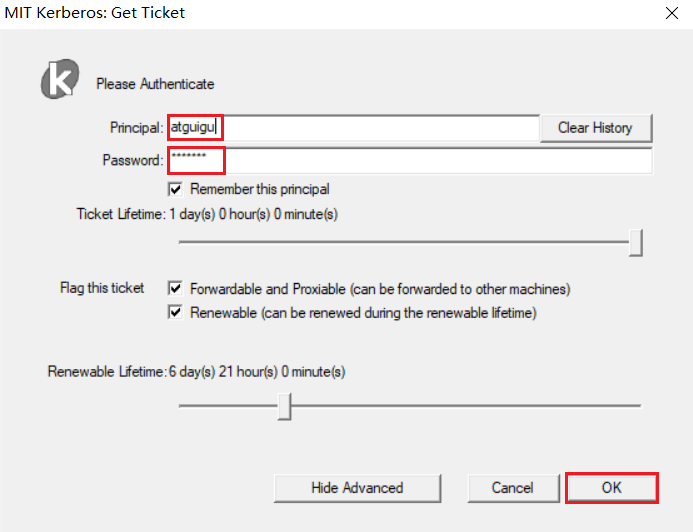 MIT Kerberos: Get Ticket
k
Please Authenticate
Principal: atguigu Clear History
Password: *******
Remember this principal
Ticket Lifetime: 1 day(s) 0 hour(s) 0 minute(s)
Flag this ticket Forwardable and Proxiable (can be forwarded to other machines)
Renewable (can be renewed during the renewable lifetime)
Renewable Lifetime: 6 day(s) 21 hour(s) 0 minute(s)
Hide Advanced Cancel OK